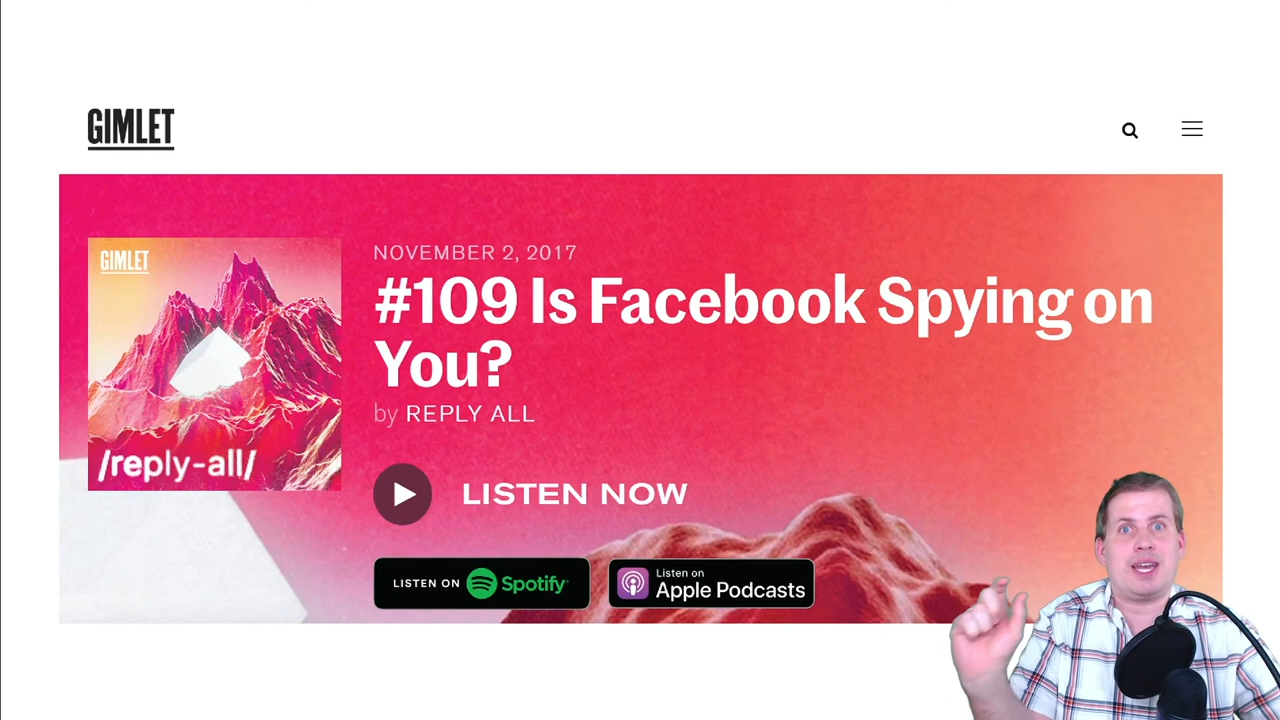 GIMLET
GIMLET
/reply-all/
NOVEMBER 2, 2017
#109 Is Facebook Spying on
You?
by REPLY ALL
LISTEN NOW
LISTEN ON Spotify
Listen on
Apple Podcasts